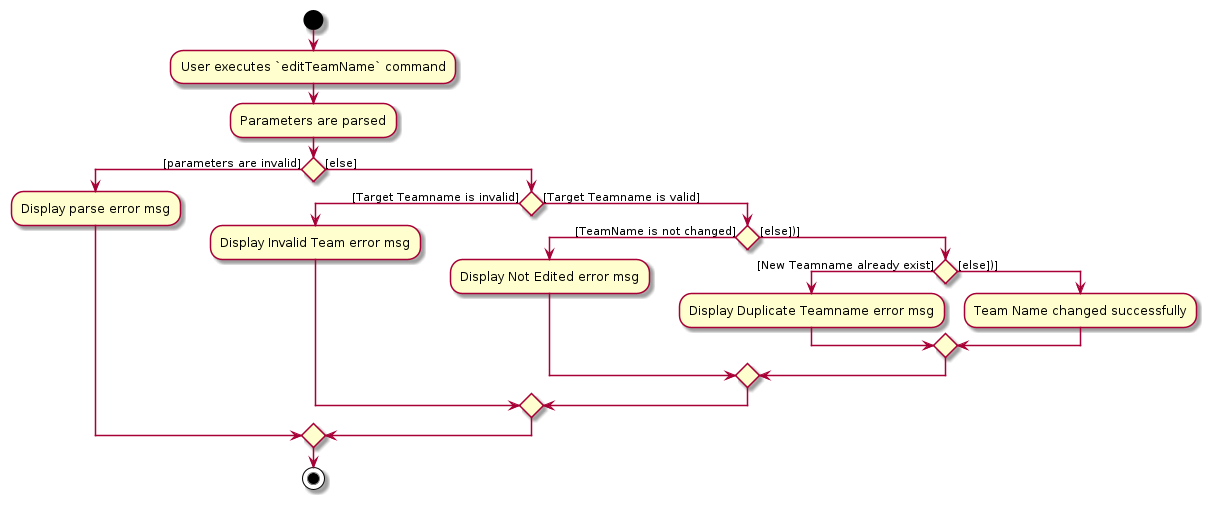 User executes `editTeamName` command
Parameters are parsed
[parameters are invalid]
[else]
Display parse error msg
[Target Teamname is invalid]
[Target Teamname is valid]
Display Invalid Team error msg
[TeamName is not changed]
[else])]
Display Not Edited error msg
[New Teamname already exist]
[else])]
Display Duplicate Teamname error msg
Team Name changed successfully